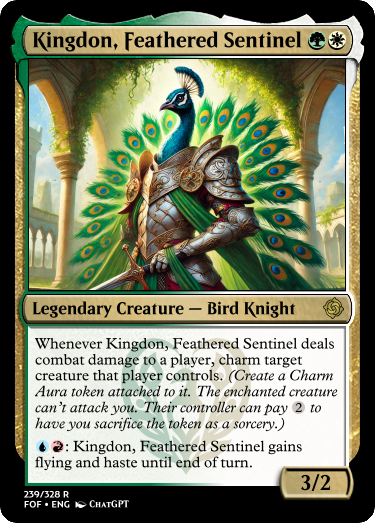 Kingdon, Feathered Sentinel
Legendary Creature — Bird Knight
Whenever Kingdon, Feathered Sentinel deals
combat damage to a player, charm target
creature that player controls. (Create a Charm
Aura token attached to it. The enchanted creature
can't attack you. Their controller can pay 2 to
have you sacrifice the token as a sorcery.)
: Kingdon, Feathered Sentinel gains
flying and haste until end of turn.
3/2
239/328 R
FOF • ENG ChatGPT